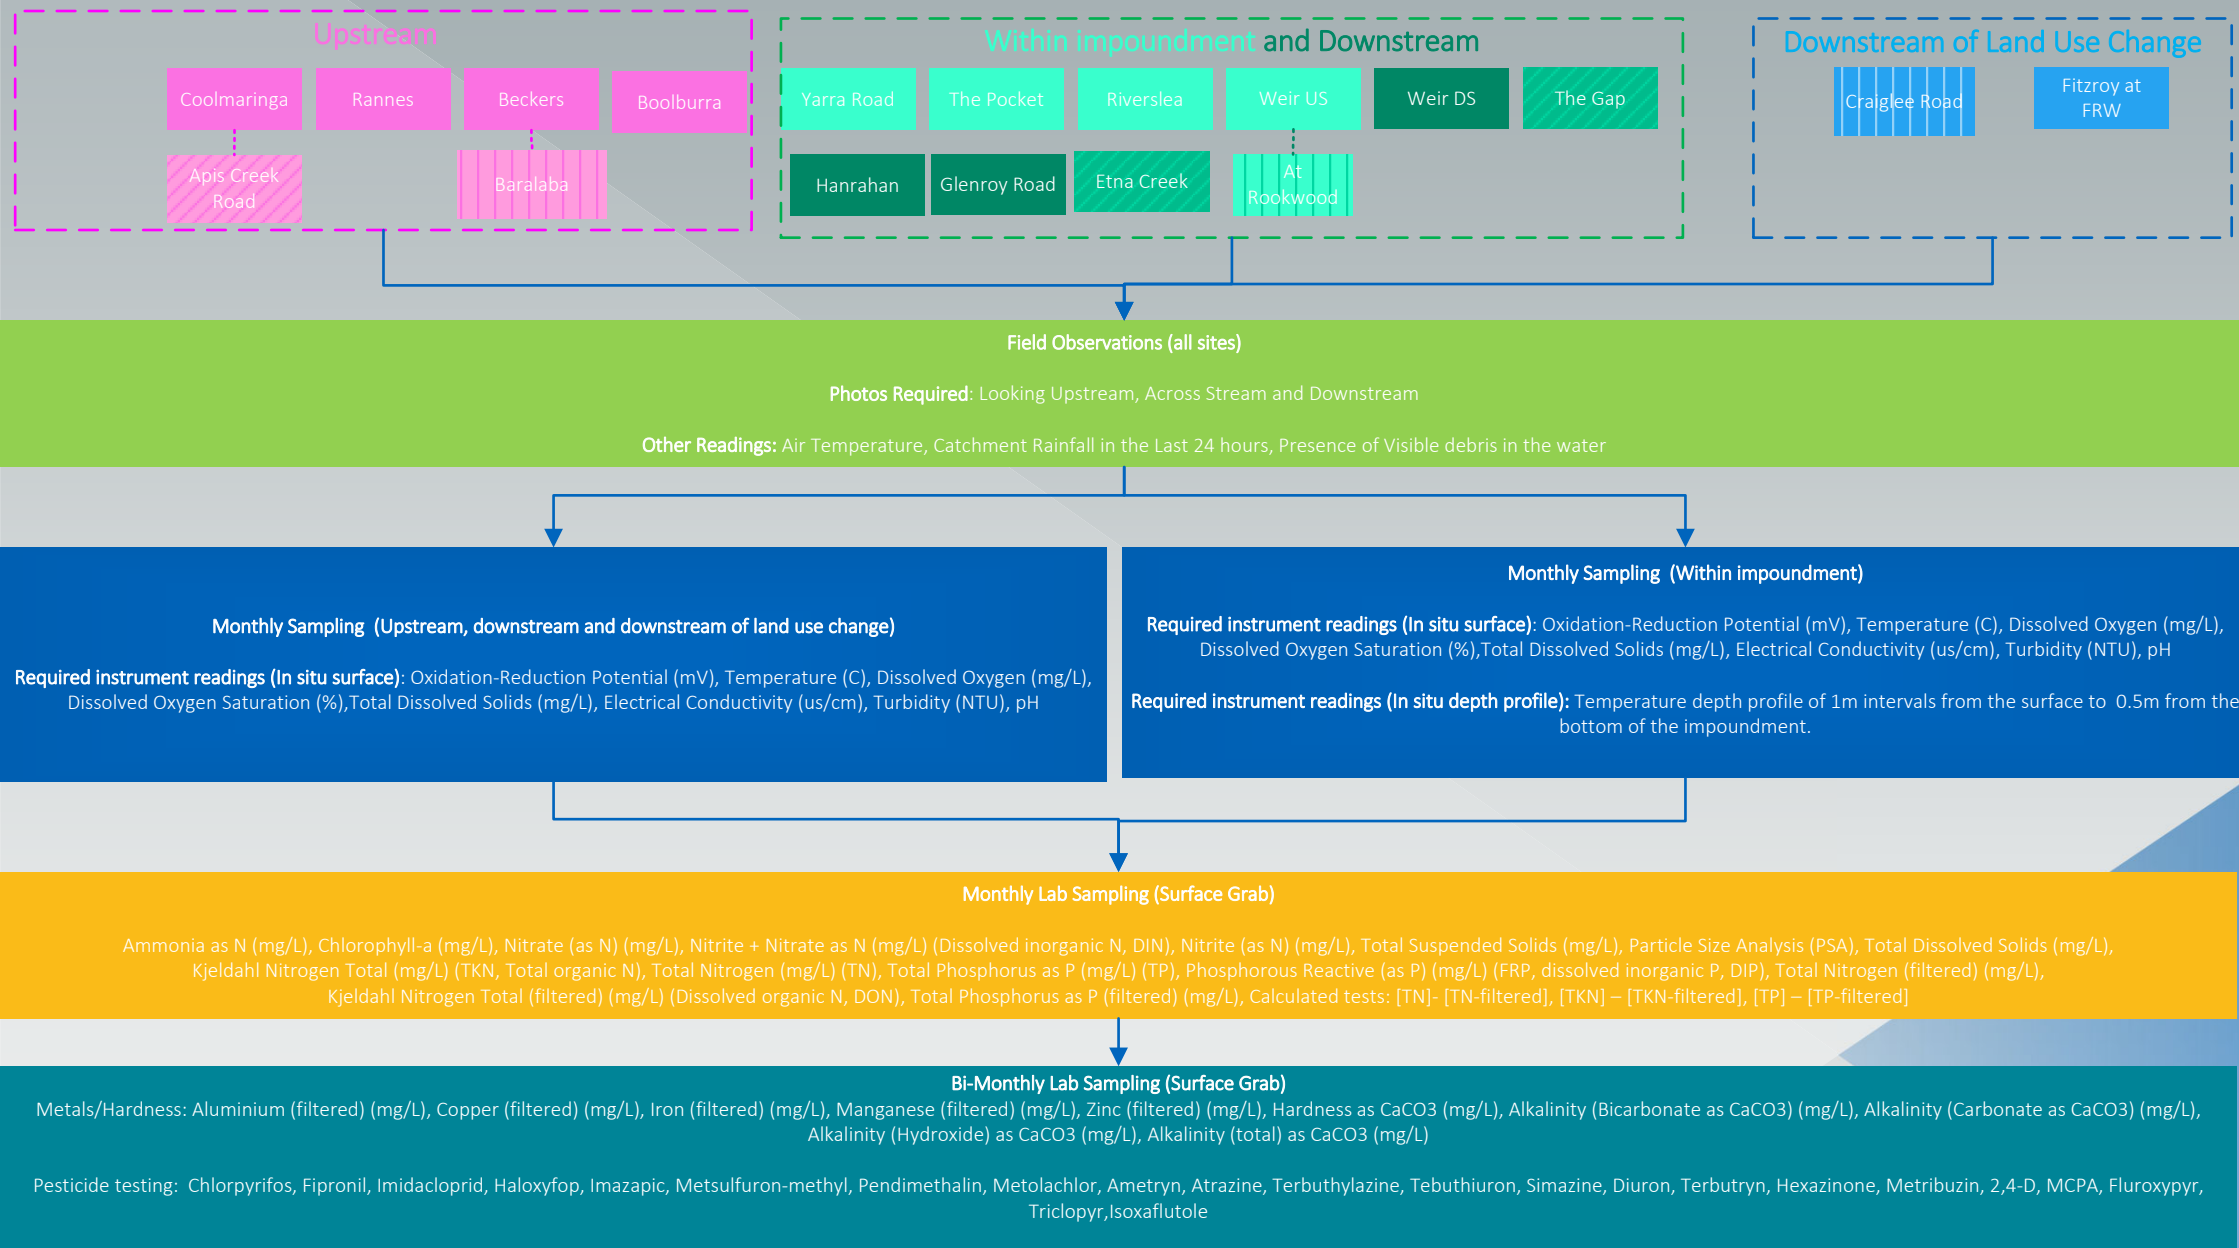 Upstream
Within impoundment and Downstream
Downstream of Land Use Change
Coolmaringa
Rannes
Beckers
Boolburra
Yarra Road
The Pocket
Riverslea
Weir US
Weir DS
The Gap
Craiglee Road
Fitzroy at
FRW
Apis Creek
Road
Baralaba
Hanrahan
Glenroy Road
Etna Creek
At
Rookwood
Field Observations (all sites)
Photos Required: Looking Upstream, Across Stream and Downstream
Other Readings: Air Temperature, Catchment Rainfall in the Last 24 hours, Presence of Visible debris in the water
Monthly Sampling  (Upstream, downstream and downstream of land use change)
Required instrument readings (In situ surface): Oxidation-Reduction Potential (mV), Temperature (C), Dissolved Oxygen (mg/L),
Dissolved Oxygen Saturation (%),Total Dissolved Solids (mg/L), Electrical Conductivity (us/cm), Turbidity (NTU), pH
Monthly Sampling  (Within impoundment)
Required instrument readings (In situ surface): Oxidation-Reduction Potential (mV), Temperature (C), Dissolved Oxygen (mg/L),
Dissolved Oxygen Saturation (%),Total Dissolved Solids (mg/L), Electrical Conductivity (us/cm), Turbidity (NTU), pH
Required instrument readings (In situ depth profile): Temperature depth profile of 1m intervals from the surface to  0.5m from the
bottom of the impoundment.
Monthly Lab Sampling (Surface Grab)
Ammonia as N (mg/L), Chlorophyll-a (mg/L), Nitrate (as N) (mg/L), Nitrite + Nitrate as N (mg/L) (Dissolved inorganic N, DIN), Nitrite (as N) (mg/L), Total Suspended Solids (mg/L), Particle Size Analysis (PSA), Total Dissolved Solids (mg/L),
Kjeldahl Nitrogen Total (mg/L) (TKN, Total organic N), Total Nitrogen (mg/L) (TN), Total Phosphorus as P (mg/L) (TP), Phosphorous Reactive (as P) (mg/L) (FRP, dissolved inorganic P, DIP), Total Nitrogen (filtered) (mg/L),
Kjeldahl Nitrogen Total (filtered) (mg/L) (Dissolved organic N, DON), Total Phosphorus as P (filtered) (mg/L), Calculated tests: [TN]- [TN-filtered], [TKN] – [TKN-filtered], [TP] – [TP-filtered]
Bi-Monthly Lab Sampling (Surface Grab)
Metals/Hardness: Aluminium (filtered) (mg/L), Copper (filtered) (mg/L), Iron (filtered) (mg/L), Manganese (filtered) (mg/L), Zinc (filtered) (mg/L), Hardness as CaCO3 (mg/L), Alkalinity (Bicarbonate as CaCO3) (mg/L), Alkalinity (Carbonate as CaCO3) (mg/L),
Alkalinity (Hydroxide) as CaCO3 (mg/L), Alkalinity (total) as CaCO3 (mg/L)
Pesticide testing:  Chlorpyrifos, Fipronil, Imidacloprid, Haloxyfop, Imazapic, Metsulfuron-methyl, Pendimethalin, Metolachlor, Ametryn, Atrazine, Terbuthylazine, Tebuthiuron, Simazine, Diuron, Terbutryn, Hexazinone, Metribuzin, 2,4-D, MCPA, Fluroxypyr,
Triclopyr,Isoxaflutole